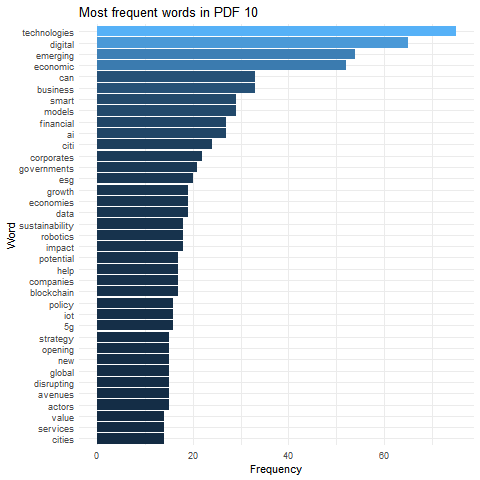 Most frequent words in PDF 10
technologies
digital
emerging
economic
can
business
smart
models
financial
ai
citi
corporates
governments
esg
growth
economies
data
sustainability
robotics
impact
potential
help
companies
blockchain
policy
iot
5g
strategy
opening
new
global
disrupting
avenues
actors
value
services
cities
Word
0 20 40 60
Frequency